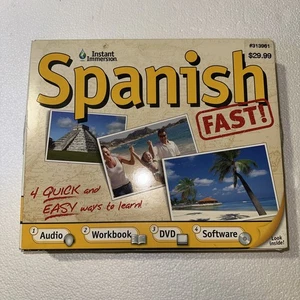 Instant
Immersion
#313961
$29.99
Spanish
FAST!
4 QUICK and
EASY ways to learn!
1 Audio
2 Workbook
3 DVD
4 Software
Look
Inside!